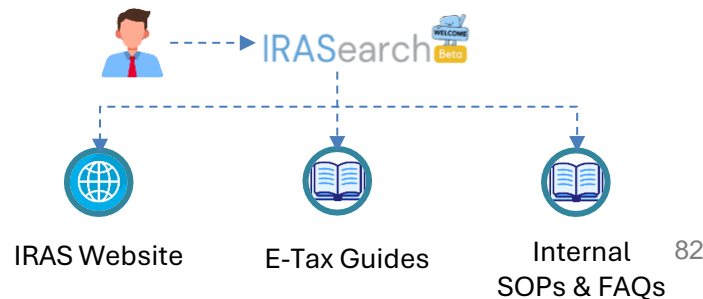 IRASearch
WELCOME
Beta
IRAS Website
E-Tax Guides
Internal
SOPs & FAQs
82